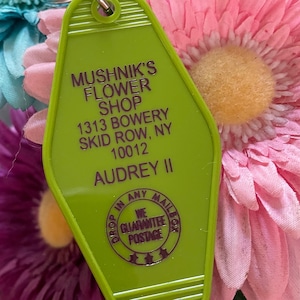 MUSHNIK'S
FLOWER
SHOP
1313 BOWERY
SKID ROW, NY
10012
AUDREY II
DROP IN ANY MAILBOX
WE
GUARANTEE
POSTAGE